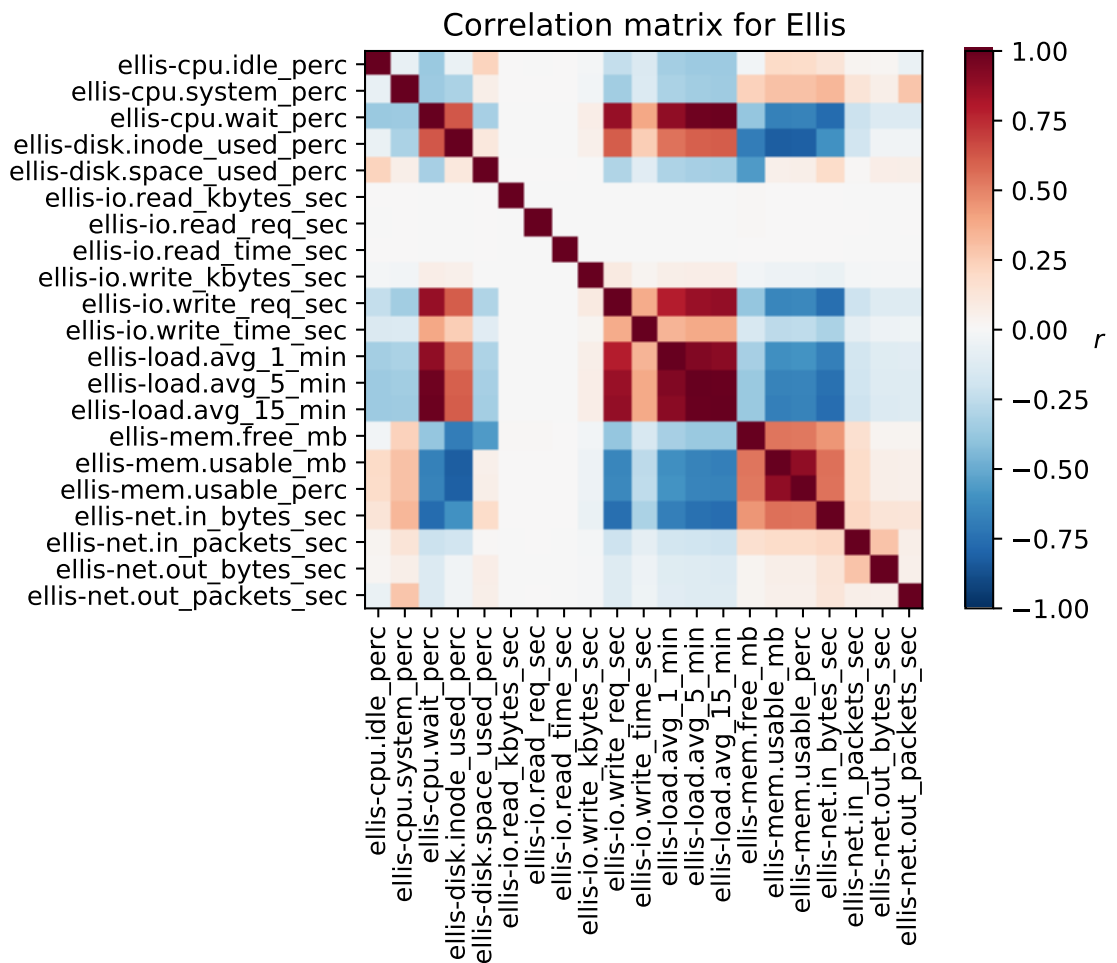 Correlation matrix for Ellis
ellis-cpu.idle_perc
ellis-cpu.system_perc
ellis-cpu.wait_perc
ellis-disk.inode_used_perc
ellis-disk.space_used_perc
ellis-io.read_kbytes_sec
ellis-io.read_req_sec
ellis-io.read_time_sec
ellis-io.write_kbytes_sec
ellis-io.write_req_sec
ellis-io.write_time_sec
ellis-load.avg_1_min
ellis-load.avg_5_min
ellis-load.avg_15_min
ellis-mem.free_mb
ellis-mem.usable_mb
ellis-mem.usable_perc
ellis-net.in_bytes_sec
ellis-net.in_packets_sec
ellis-net.out_bytes_sec
ellis-net.out_packets_sec
ellis-cpu.idle_perc
ellis-cpu.system_perc
ellis-cpu.wait_perc
ellis-disk.inode_used_perc
ellis-disk.space_used_perc
ellis-io.read_kbytes_sec
ellis-io.read_req_sec
ellis-io.read_time_sec
ellis-io.write_kbytes_sec
ellis-io.write_req_sec
ellis-io.write_time_sec
ellis-load.avg_1_min
ellis-load.avg_5_min
ellis-load.avg_15_min
ellis-mem.free_mb
ellis-mem.usable_mb
ellis-mem.usable_perc
ellis-net.in_bytes_sec
ellis-net.in_packets_sec
ellis-net.out_bytes_sec
ellis-net.out_packets_sec
1.00
0.75
0.50
0.25
0.00
−0.25
−0.50
−0.75
−1.00
r